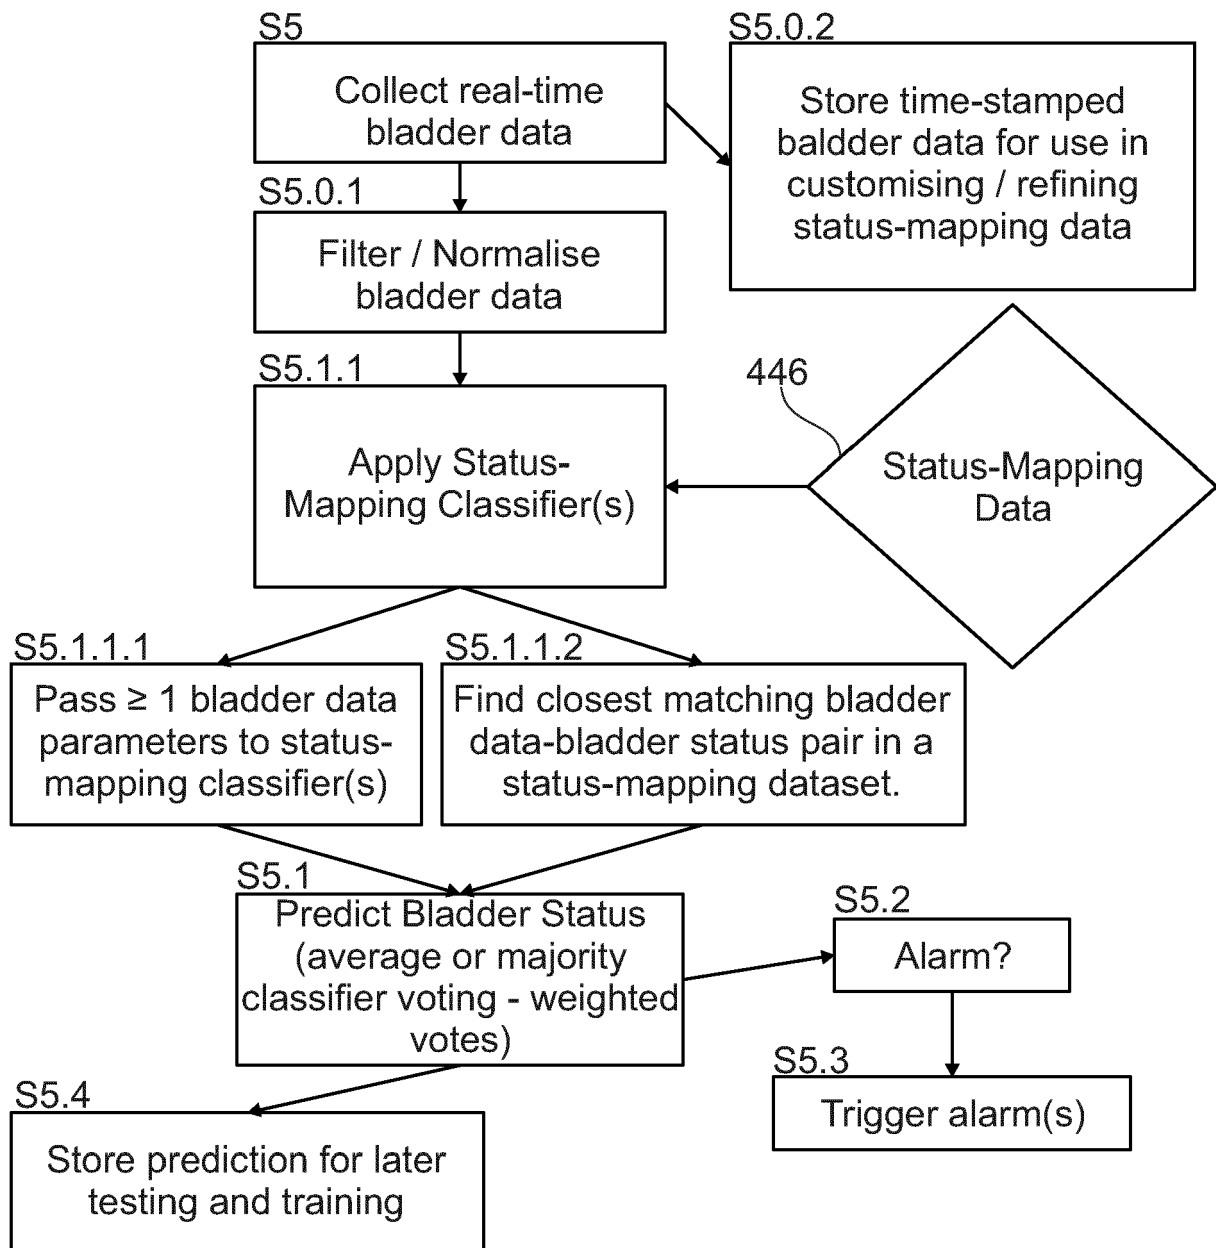 S5
Collect real-time
bladder data
S5.0.2
Store time-stamped
baldder data for use in
customising / refining
status-mapping data
S5.0.1
Filter / Normalise
bladder data
S5.1.1
Apply Status-
Mapping Classifier(s)
446
Status-Mapping
Data
S5.1.1.1
Pass ≥ 1 bladder data
parameters to status-
mapping classifier(s)
S5.1.1.2
Find closest matching bladder
data-bladder status pair in a
status-mapping dataset.
S5.1
Predict Bladder Status
(average or majority
classifier voting - weighted
votes)
S5.2
Alarm?
S5.3
Trigger alarm(s)
S5.4
Store prediction for later
testing and training